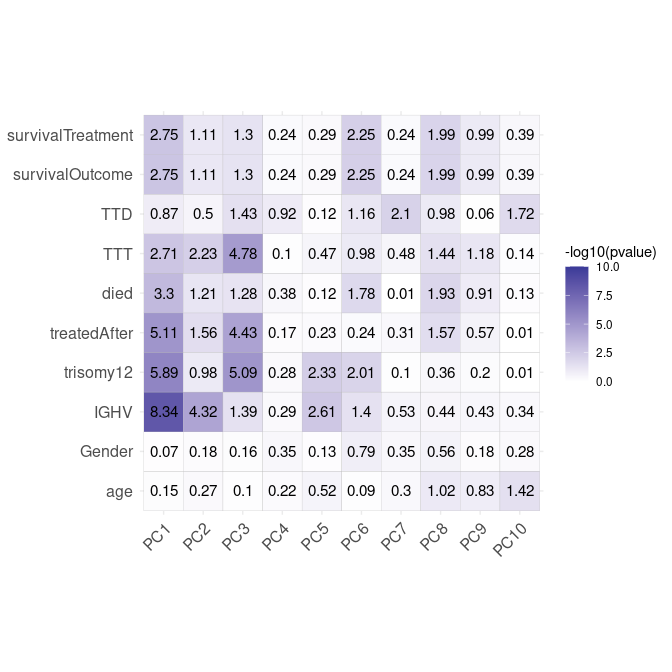 survivalTreatment 2.75 1.11 1.3 0.24 0.29 2.25 0.24 1.99 0.99 0.39
survivalOutcome 2.75 1.11 1.3 0.24 0.29 2.25 0.24 1.99 0.99 0.39
TTD 0.87 0.5 1.43 0.92 0.12 1.16 2.1 0.98 0.06 1.72
TTT 2.71 2.23 4.78 0.1 0.47 0.98 0.48 1.44 1.18 0.14
died 3.3 1.21 1.28 0.38 0.12 1.78 0.01 1.93 0.91 0.13
treatedAfter 5.11 1.56 4.43 0.17 0.23 0.24 0.31 1.57 0.57 0.01
trisomy12 5.89 0.98 5.09 0.28 2.33 2.01 0.1 0.36 0.2 0.01
IGHV 8.34 4.32 1.39 0.29 2.61 1.4 0.53 0.44 0.43 0.34
Gender 0.07 0.18 0.16 0.35 0.13 0.79 0.35 0.56 0.18 0.28
age 0.15 0.27 0.1 0.22 0.52 0.09 0.3 1.02 0.83 1.42
PC1 PC2 PC3 PC4 PC5 PC6 PC7 PC8 PC9 PC10
-log10(pvalue)
10.0
7.5
5.0
2.5
0.0